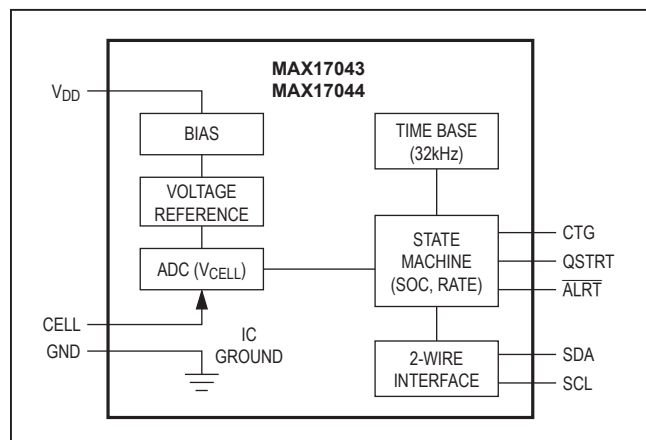 MAX17043
MAX17044
VDD
BIAS
TIME BASE
(32kHz)
VOLTAGE
REFERENCE
ADC (VCELL)
STATE
MACHINE
(SOC, RATE)
CTG
QSTRT
ALRT
CELL
GND
IC
GROUND
2-WIRE
INTERFACE
SDA
SCL